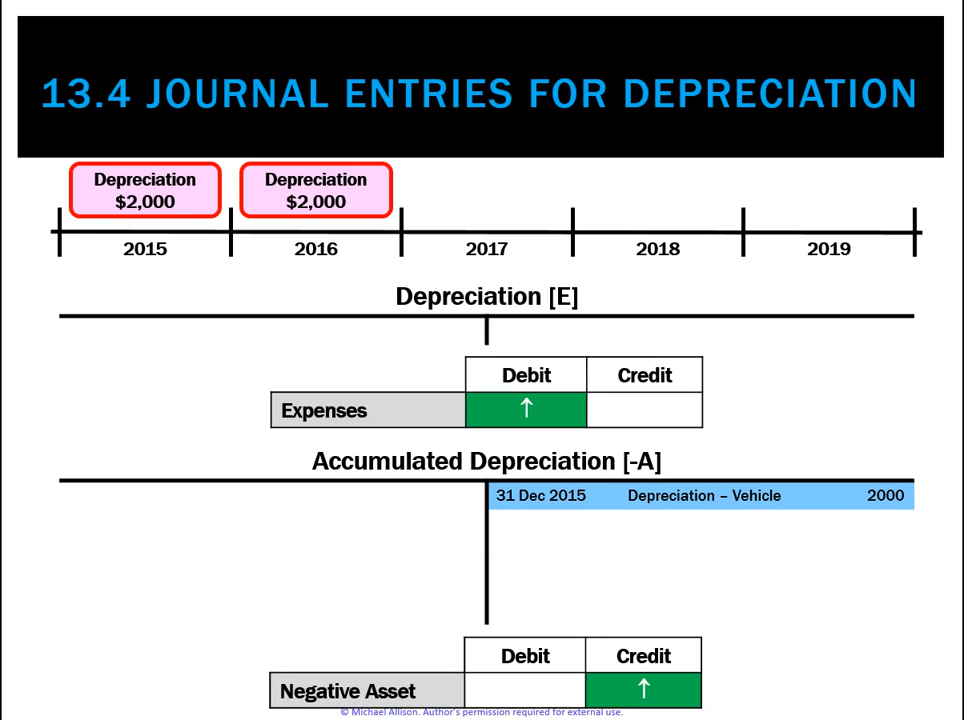 13.4 JOURNAL ENTRIES FOR DEPRECIATION
Depreciation
$2,000
Depreciation
$2,000
2015 2016 2017 2018 2019
Depreciation [E]
Debit Credit
Expenses ↑
Accumulated Depreciation [-A]
31 Dec 2015 Depreciation – Vehicle 2000
Debit Credit
Negative Asset ↑
© Michael Allison. Author's permission required for external use.